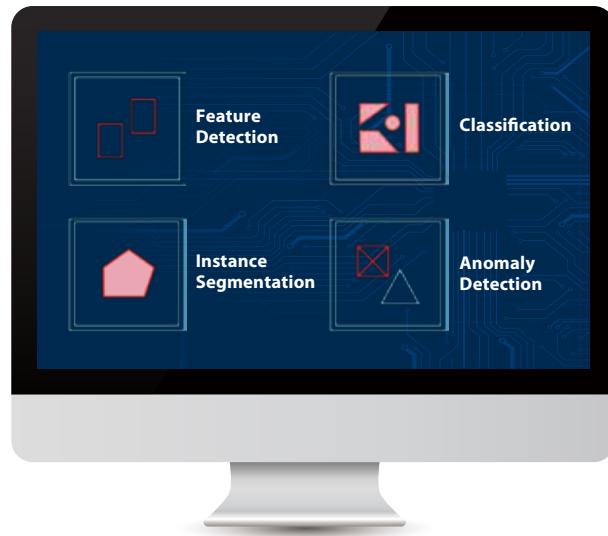 Feature
Detection
Classification
Instance
Segmentation
Anomaly
Detection